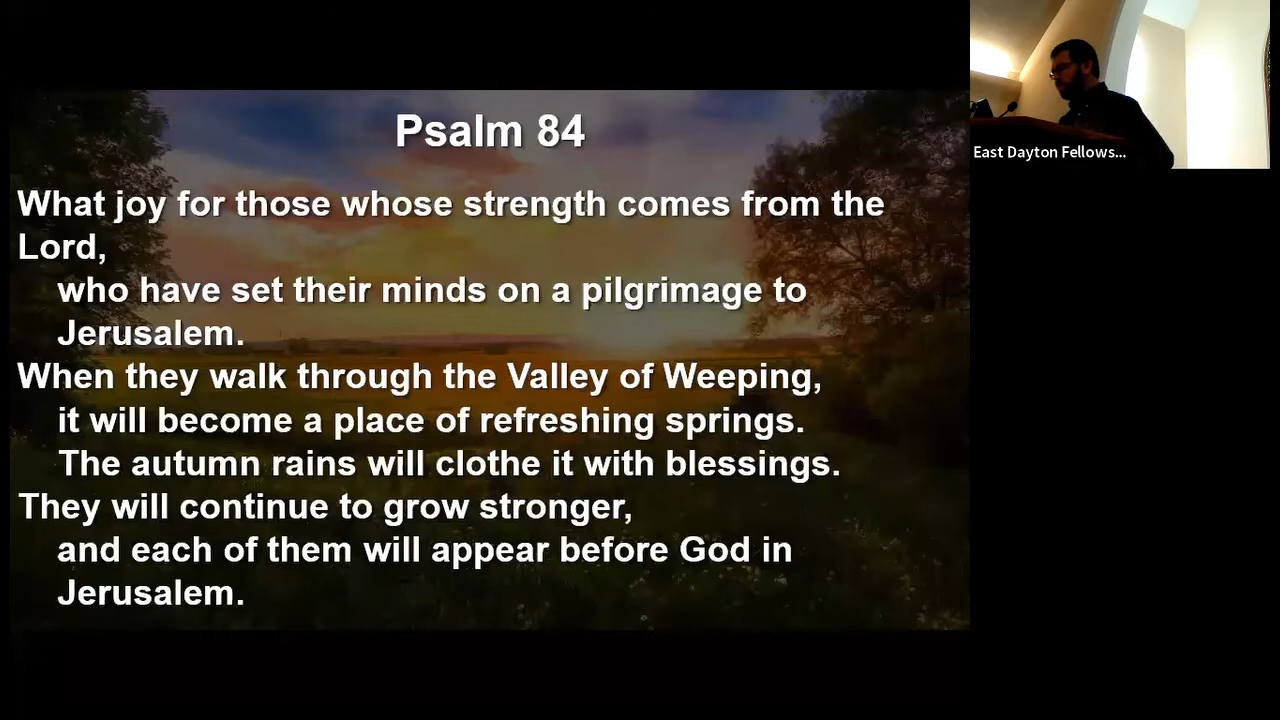 Psalm 84
What joy for those whose strength comes from the
Lord,
who have set their minds on a pilgrimage to
Jerusalem.
When they walk through the Valley of Weeping,
it will become a place of refreshing springs.
The autumn rains will clothe it with blessings.
They will continue to grow stronger,
and each of them will appear before God in
Jerusalem.
East Dayton Fellows...